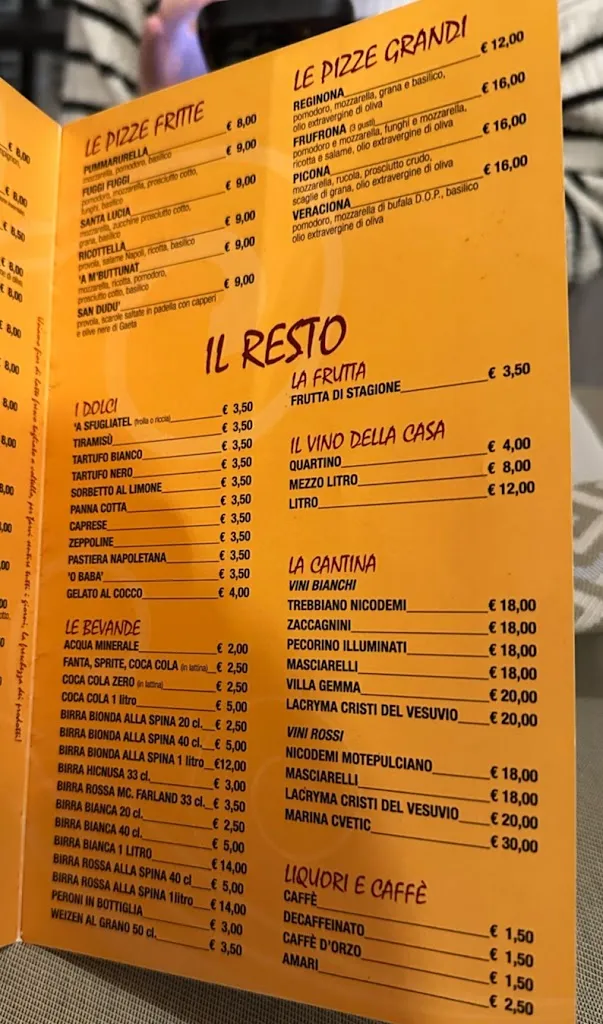 LE PIZZE FRITTE
PUMMARURELLA € 8,00
mozzarella, pomodoro, basilico
FUGGI FUGGI € 9,00
pomodoro, mozzarella, prosciutto cotto,
funghi, basilico
SANTA LUCIA € 9,00
mozzarella, zucchine prosciutto cotto,
grana, basilico
RICOTTELLA € 9,00
provola, salame Napoli, ricotta, basilico
'A M'BUTTUNAT € 9,00
mozzarella, ricotta, pomodoro,
prosciutto cotto, basilico
SAN DUDU' € 9,00
provola, scarole saltate in padella con capperi
e olive nere di Gaeta
LE PIZZE GRANDI
REGINONA € 12,00
pomodoro, mozzarella, grana e basilico,
olio extravergine di oliva
FRUFRONA (3 gusti) € 16,00
pomodoro e mozzarella, funghi e mozzarella,
ricotta e salame, olio extravergine di oliva
PICONA € 16,00
mozzarella, rucola, prosciutto crudo,
scaglie di grana, olio extravergine di oliva
VERACIONA € 16,00
pomodoro, mozzarella di bufala D.O.P., basilico
olio extravergine di oliva
IL RESTO
I DOLCI
'A SFUGLIATEL (frolla o riccia) € 3,50
TIRAMISÙ € 3,50
TARTUFO BIANCO € 3,50
TARTUFO NERO € 3,50
SORBETTO AL LIMONE € 3,50
PANNA COTTA € 3,50
CAPRESE € 3,50
ZEPPOLINE € 3,50
PASTIERA NAPOLETANA € 3,50
'O BABA' € 3,50
GELATO AL COCCO € 4,00
LE BEVANDE
ACQUA MINERALE € 2,00
FANTA, SPRITE, COCA COLA (in lattina) € 2,50
COCA COLA ZERO (in lattina) € 2,50
COCA COLA 1 litro € 5,00
BIRRA BIONDA ALLA SPINA 20 cl. € 2,50
BIRRA BIONDA ALLA SPINA 40 cl. € 5,00
BIRRA BIONDA ALLA SPINA 1 litro €12,00
BIRRA HICNUSA 33 cl. € 3,00
BIRRA ROSSA MC. FARLAND 33 cl. € 3,50
BIRRA BIANCA 20 cl. € 2,50
BIRRA BIANCA 40 cl. € 5,00
BIRRA BIANCA 1 LITRO € 14,00
BIRRA ROSSA ALLA SPINA 40 cl € 5,00
BIRRA ROSSA ALLA SPINA 1litro € 14,00
PERONI IN BOTTIGLIA € 3,00
WEIZEN AL GRANO 50 cl. € 3,50
LA FRUTTA
FRUTTA DI STAGIONE € 3,50
IL VINO DELLA CASA
QUARTINO € 4,00
MEZZO LITRO € 8,00
LITRO € 12,00
LA CANTINA
VINI BIANCHI
TREBBIANO NICODEMI € 18,00
ZACCAGNINI € 18,00
PECORINO ILLUMINATI € 18,00
MASCIARELLI € 18,00
VILLA GEMMA € 20,00
LACRYMA CRISTI DEL VESUVIO € 20,00
VINI ROSSI
NICODEMI MOTEPULCIANO € 18,00
MASCIARELLI € 18,00
LACRYMA CRISTI DEL VESUVIO € 20,00
MARINA CVETIC € 30,00
LIQUORI E CAFFÈ
CAFFÈ € 1,50
DECAFFEINATO € 1,50
CAFFÈ D'ORZO € 1,50
AMARI € 2,50